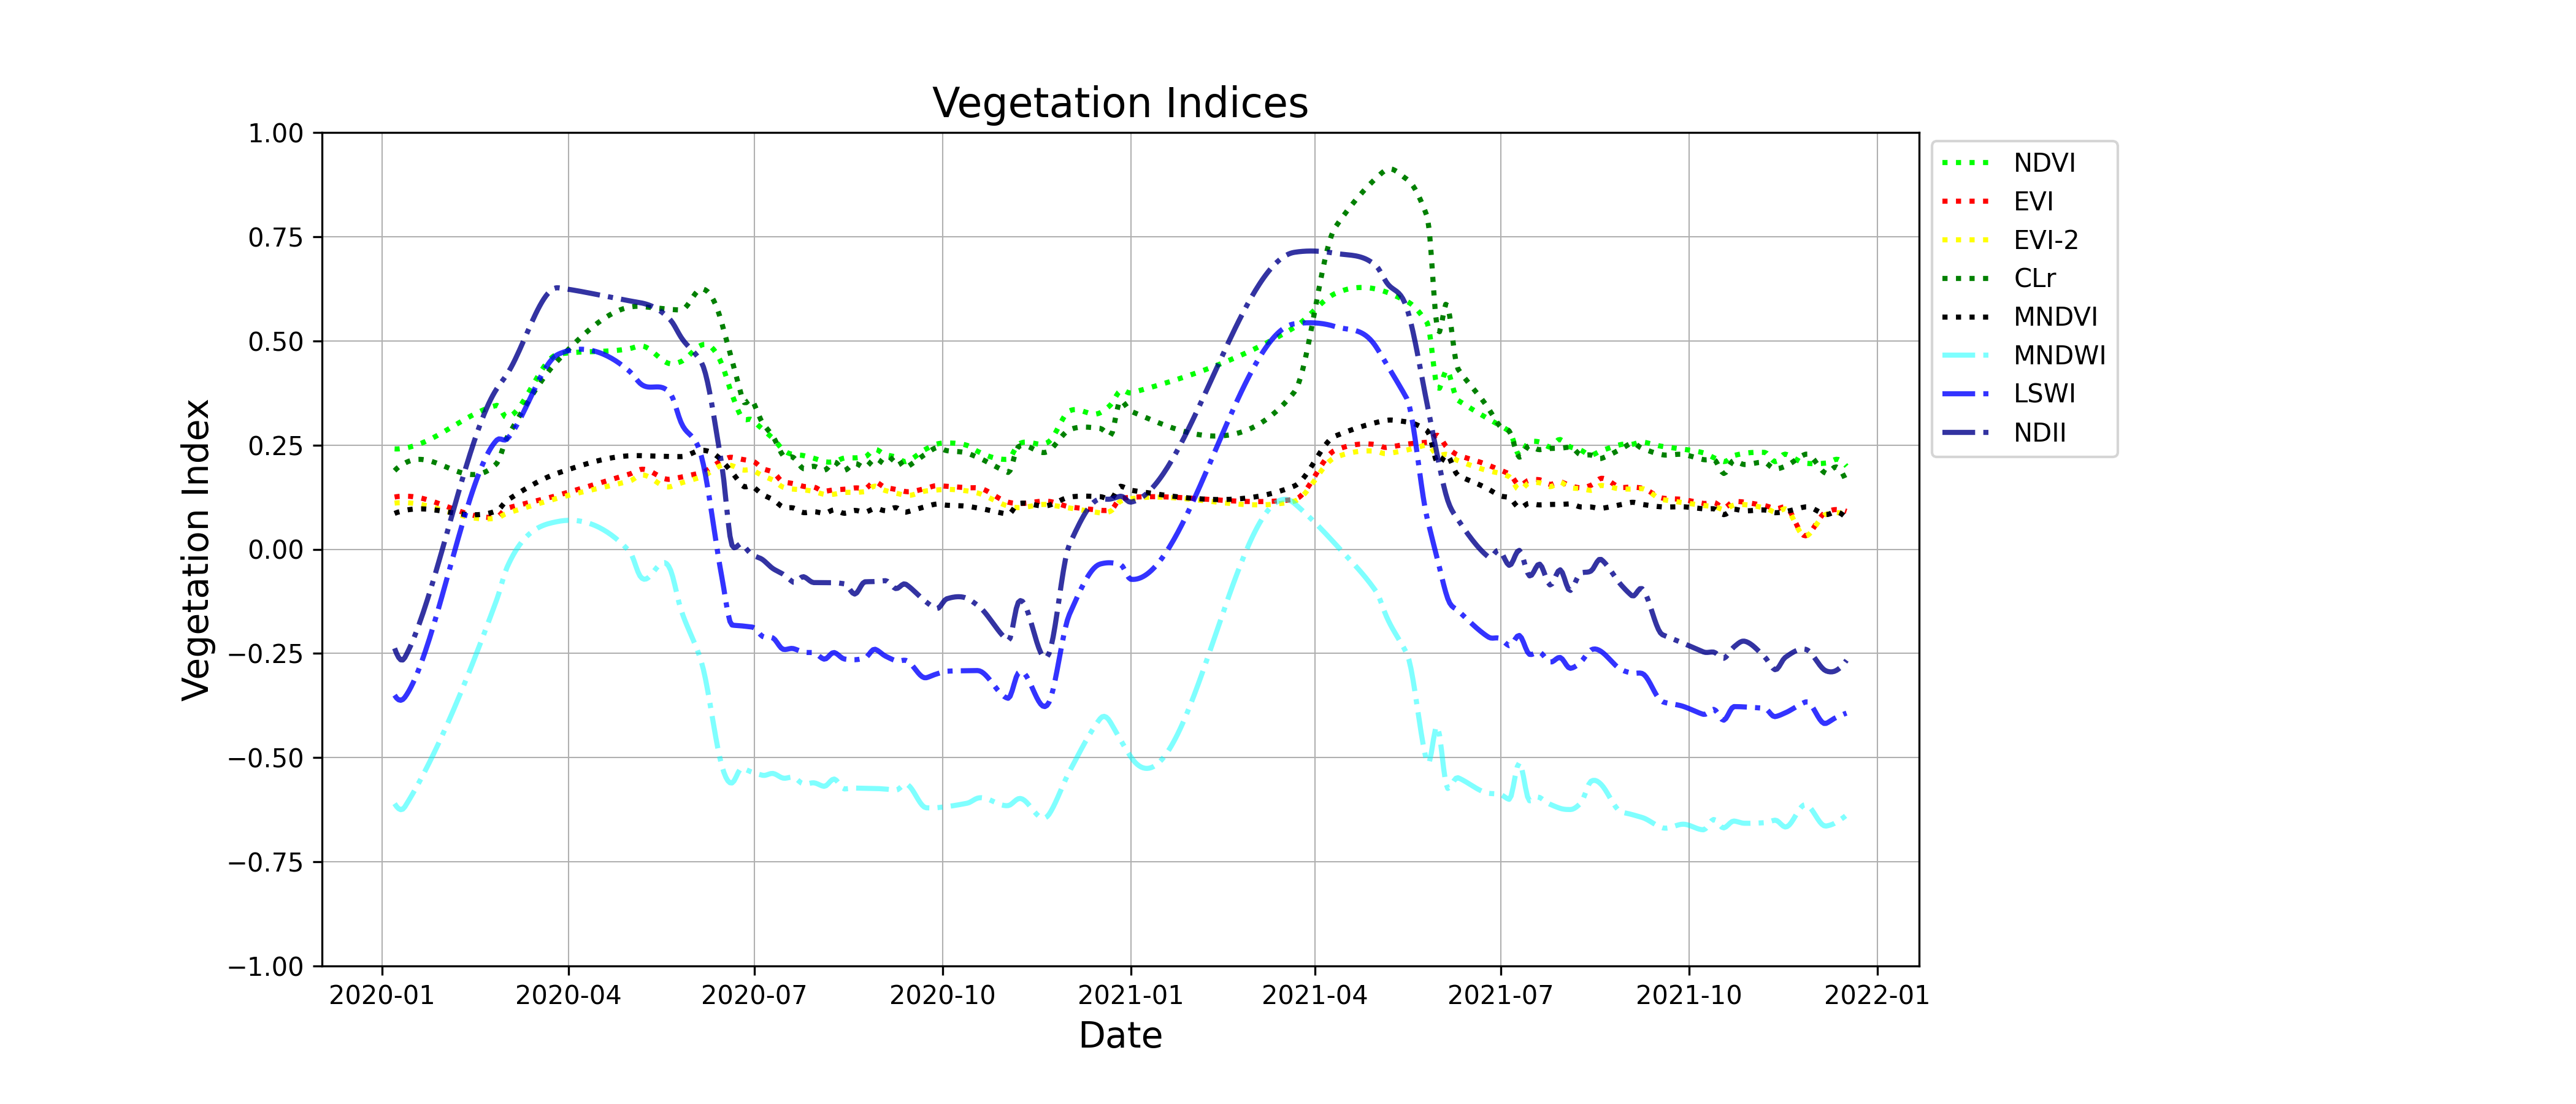 Vegetation Indices
1.00
0.75
0.50
0.25
0.00
−0.25
−0.50
−0.75
−1.00
Vegetation Index
2020-01 2020-04 2020-07 2020-10 2021-01 2021-04 2021-07 2021-10 2022-01
Date
NDVI
EVI
EVI-2
CLr
MNDVI
MNDWI
LSWI
NDII